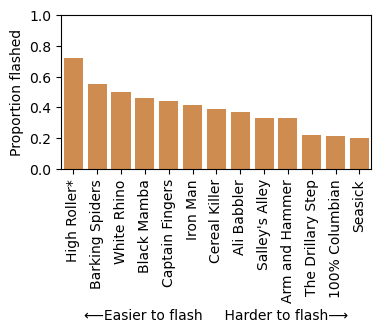 Proportion flashed
1.0
0.8
0.6
0.4
0.2
0.0
High Roller*
Barking Spiders
White Rhino
Black Mamba
Captain Fingers
Iron Man
Cereal Killer
Ali Babbler
Salley's Alley
Arm and Hammer
The Drillary Step
100% Columbian
Seasick
⟵Easier to flash Harder to flash⟶